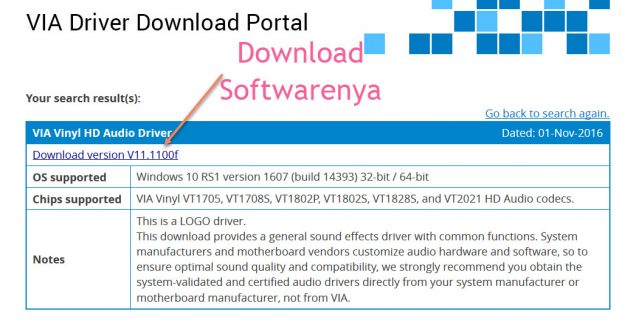 VIA Driver Download Portal
Download
Softwarenya
Your search result(s):
Go back to search again.
VIA Vinyl HD Audio Driver Dated: 01-Nov-2016
Download version V11.1100f
OS supported Windows 10 RS1 version 1607 (build 14393) 32-bit / 64-bit
Chips supported VIA Vinyl VT1705, VT1708S, VT1802P, VT1802S, VT1828S, and VT2021 HD Audio codecs.
This is a LOGO driver.
This download provides a general sound effects driver with common functions. System
manufacturers and motherboard vendors customize audio hardware and software, so to
Notes ensure optimal sound quality and compatibility, we strongly recommend you obtain the
system-validated and certified audio drivers directly from your system manufacturer or
motherboard manufacturer, not from VIA.